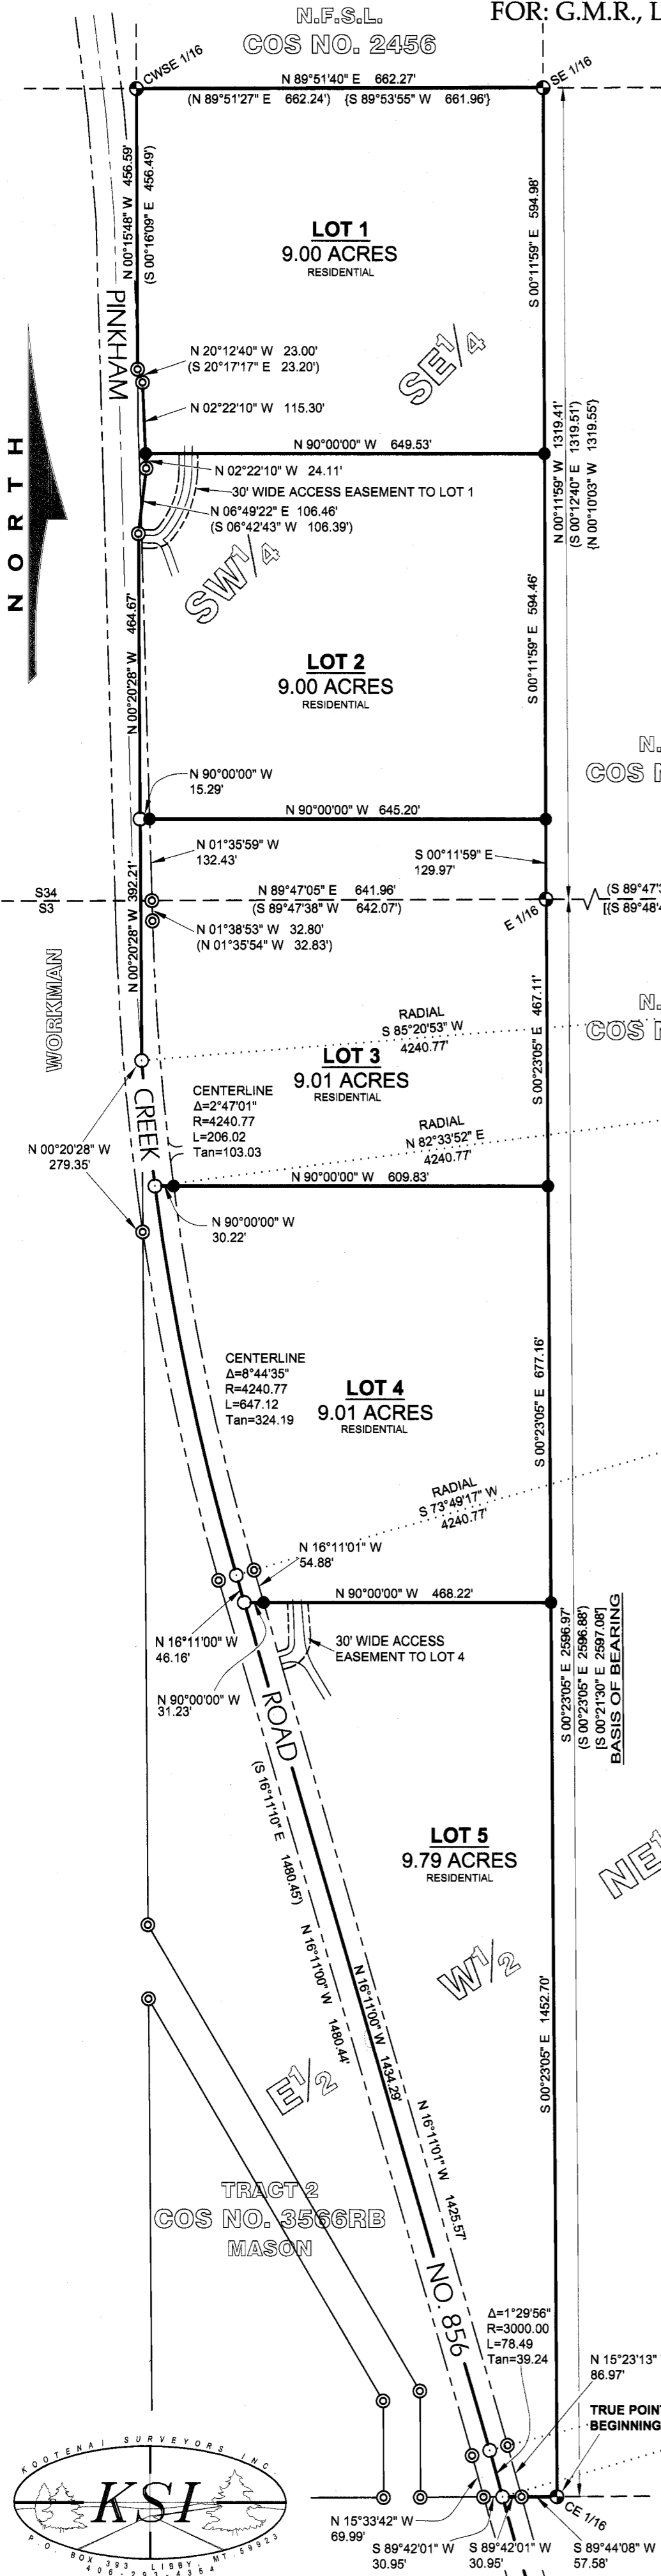 N.F.S.L.
COS NO. 2456
FOR: G.M.R., L
CWSE 1/16
SE 1/16
N 89°51'40" E 662.27'
(N 89°51'27" E 662.24') {S 89°53'55" W 661.96'}
N 00°15'48" W 456.59'
(S 00°16'09" E 456.49')
S 00°11'59" E 594.98'
LOT 1
9.00 ACRES
RESIDENTIAL
PINKHAM
SE 1/4
N 20°12'40" W 23.00'
(S 20°17'17" E 23.20')
N 02°22'10" W 115.30'
N 00°11'59" W 1319.41'
(S 00°12'40" E 1319.51')
{N 00°10'03" W 1319.55'}
NORTH
N 90°00'00" W 649.53'
N 02°22'10" W 24.11'
30' WIDE ACCESS EASEMENT TO LOT 1
N 06°49'22" E 106.46'
(S 06°42'43" W 106.39')
SW 1/4
N 00°20'28" W 464.67'
S 00°11'59" E 594.46'
LOT 2
9.00 ACRES
RESIDENTIAL
N.
COS N
N 90°00'00" W
15.29'
N 90°00'00" W 645.20'
N 01°35'59" W
132.43'
S 00°11'59" E
129.97'
N 00°20'28" W 392.21'
S34
S3
N 89°47'05" E 641.96'
(S 89°47'38" W 642.07')
(S 89°47'3
[{S 89°48'4
E 1/16
N 01°38'53" W 32.80'
(N 01°35'54" W 32.83')
WORKMAN
S 00°23'05" E 467.11'
N.
COS N
RADIAL
S 85°20'53" W
4240.77'
LOT 3
9.01 ACRES
RESIDENTIAL
CREEK
CENTERLINE
Δ=2°47'01"
R=4240.77
L=206.02
Tan=103.03
RADIAL
N 82°33'52" E
4240.77'
N 00°20'28" W
279.35'
N 90°00'00" W 609.83'
N 90°00'00" W
30.22'
CENTERLINE
Δ=8°44'35"
R=4240.77
L=647.12
Tan=324.19
LOT 4
9.01 ACRES
RESIDENTIAL
S 00°23'05" E 677.16'
RADIAL
S 73°49'17" W
4240.77'
N 16°11'01" W
54.88'
N 90°00'00" W 468.22'
N 16°11'00" W
46.16'
30' WIDE ACCESS
EASEMENT TO LOT 4
N 90°00'00" W
31.23'
S 00°23'05" E 2596.97'
(S 00°23'05" E 2596.88')
[S 00°21'30" E 2597.08']
BASIS OF BEARING
ROAD
(S 16°11'10" E 1480.45')
LOT 5
9.79 ACRES
RESIDENTIAL
NE1
N 16°11'00" W 1480.44'
N 16°11'00" W 1434.29'
W 1/2
S 00°23'05" E 1452.70'
E 1/2
N 16°11'01" W 1425.57'
TRACT 2
COS NO. 3566RB
MASON
NO. 856
Δ=1°29'56"
R=3000.00
L=78.49
Tan=39.24
N 15°23'13"
86.97'
TRUE POINT
BEGINNING
CE 1/16
KOOTENAI SURVEYORS INC.
KSI
P.O. BOX 393, LIBBY, MT. 59923
406-293-4354
N 15°33'42" W
69.99'
S 89°42'01" W
30.95'
S 89°42'01" W
30.95'
S 89°44'08" W
57.58'